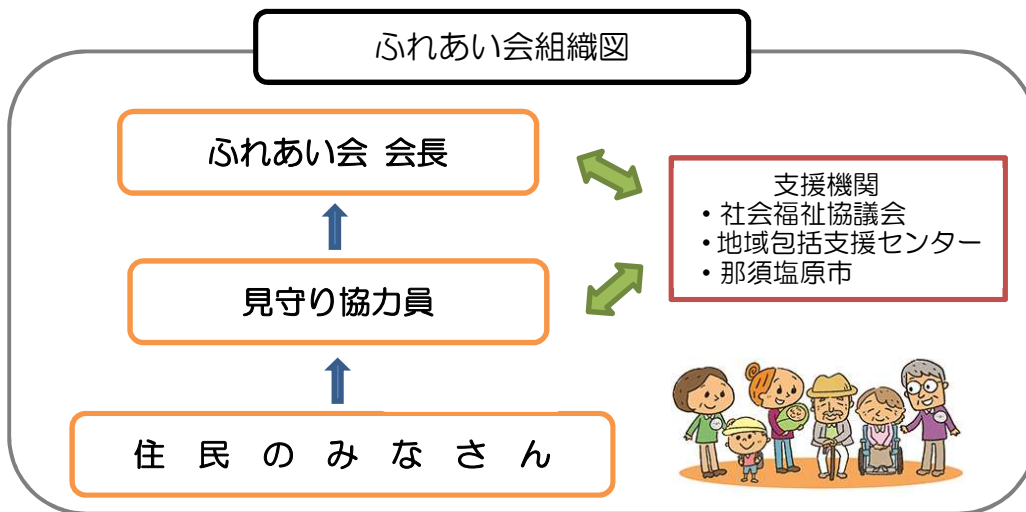 ふれあい会組織図
ふれあい会 会長
支援機関
・社会福祉協議会
・地域包括支援センター
・那須塩原市
見守り協力員
住民のみなさん